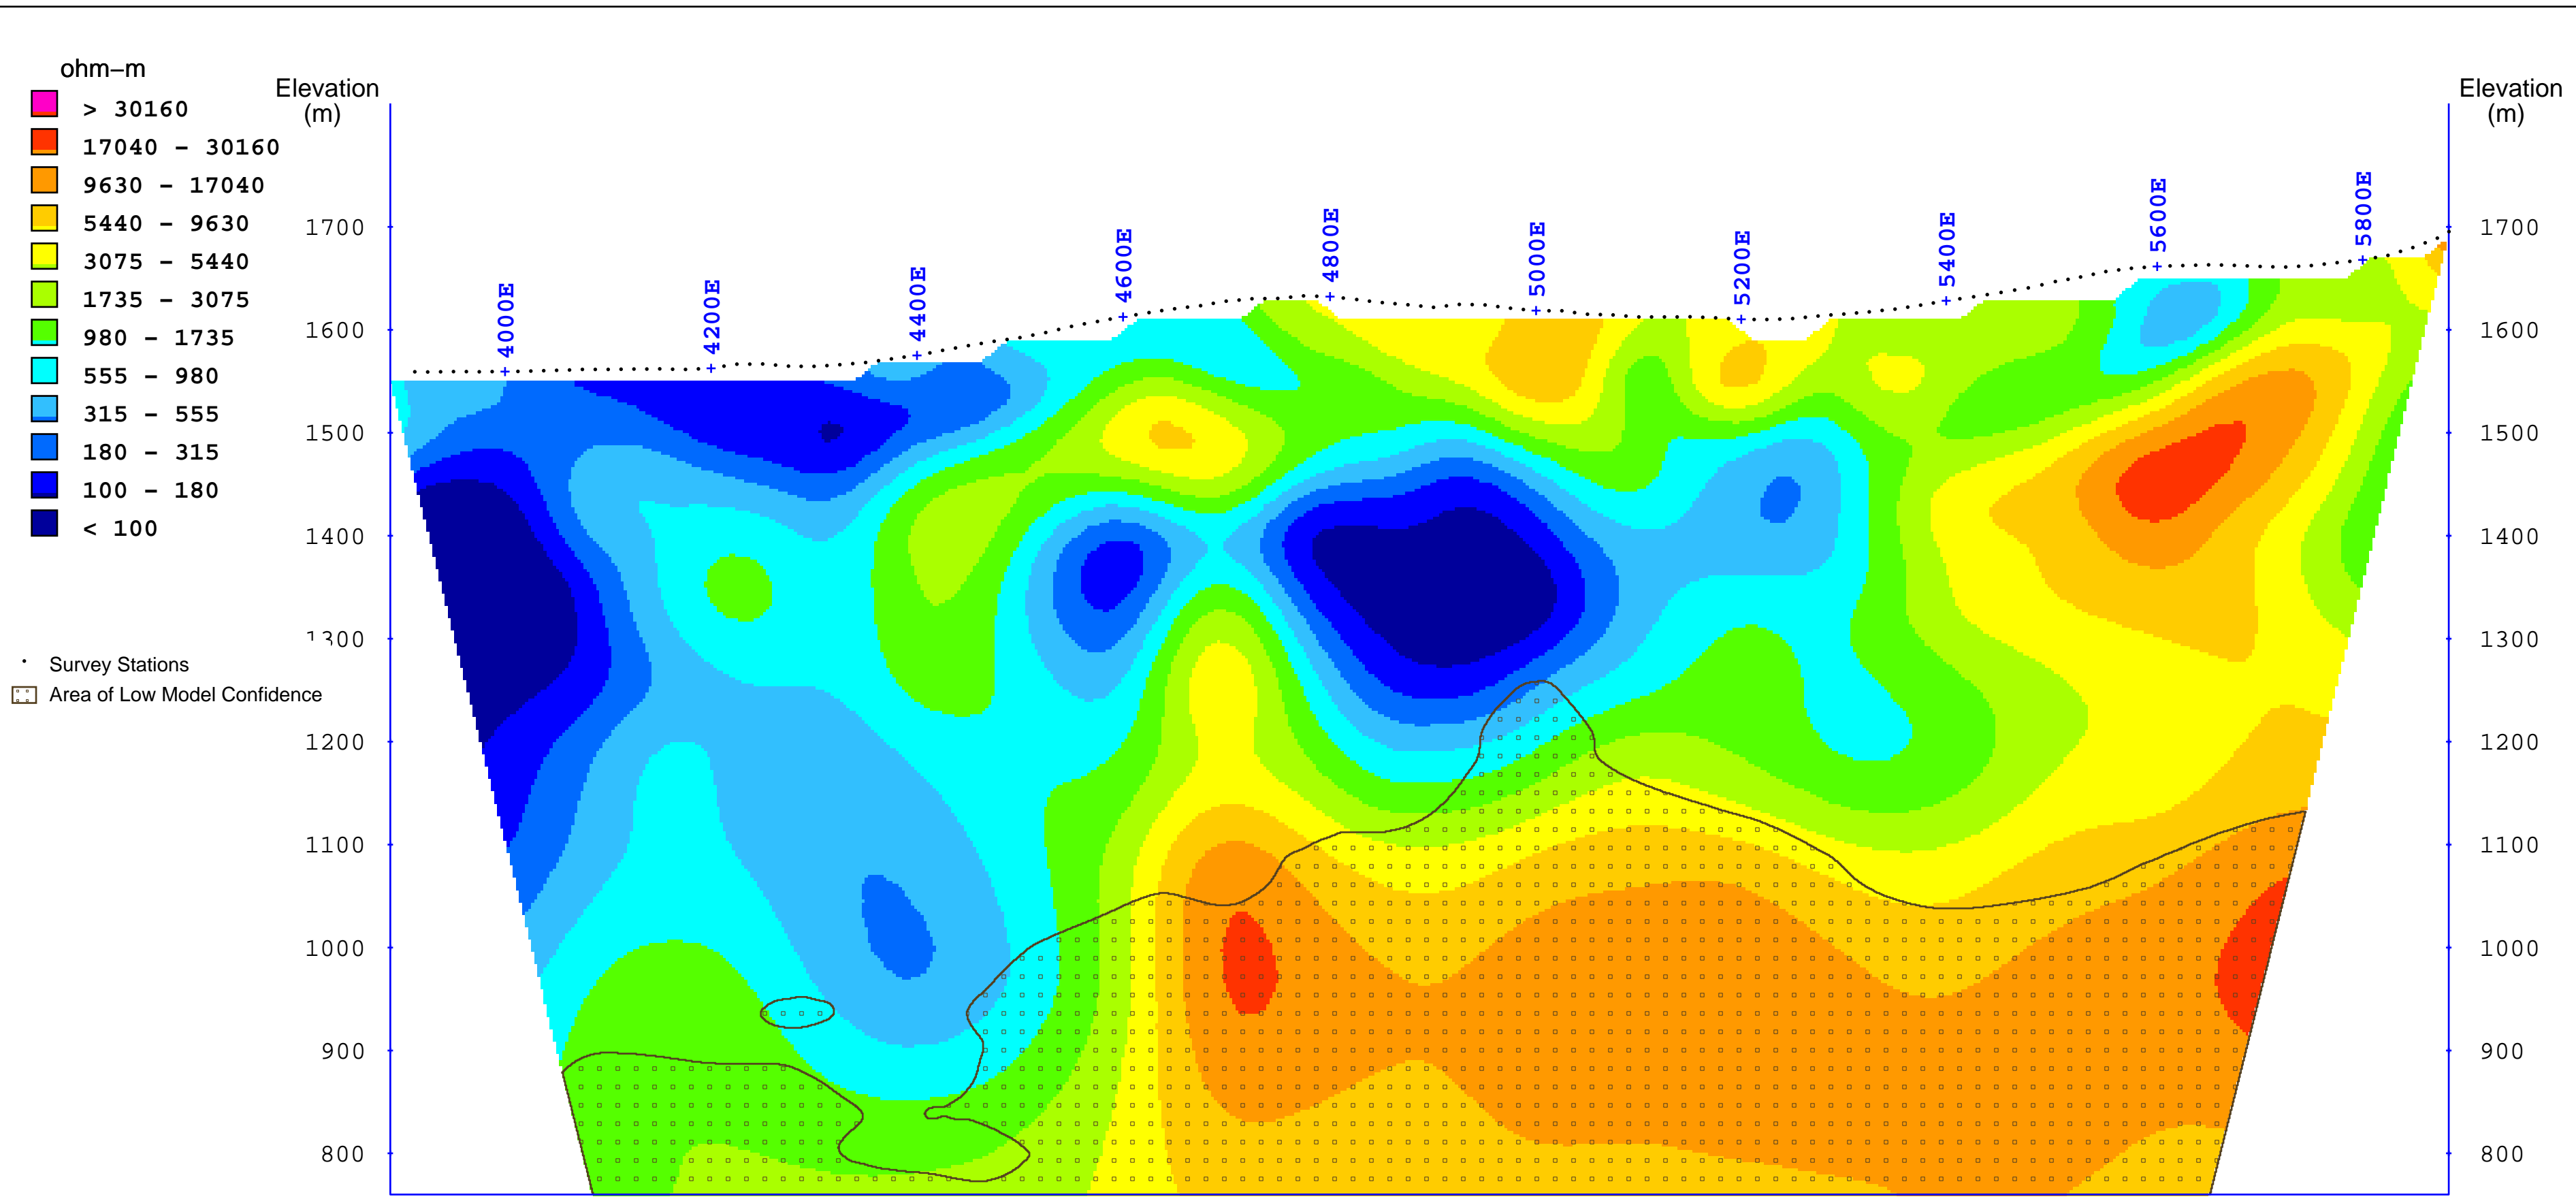 ohm–m
> 30160
17040 – 30160
9630 – 17040
5440 – 9630
3075 – 5440
1735 – 3075
980 – 1735
555 – 980
315 – 555
180 – 315
100 – 180
< 100
Survey Stations
Area of Low Model Confidence
Elevation
(m)
1700
1600
1500
1400
1300
1200
1100
1000
900
800
4000E
4200E
4400E
4600E
4800E
5000E
5200E
5400E
5600E
5800E
Elevation
(m)
1700
1600
1500
1400
1300
1200
1100
1000
900
800